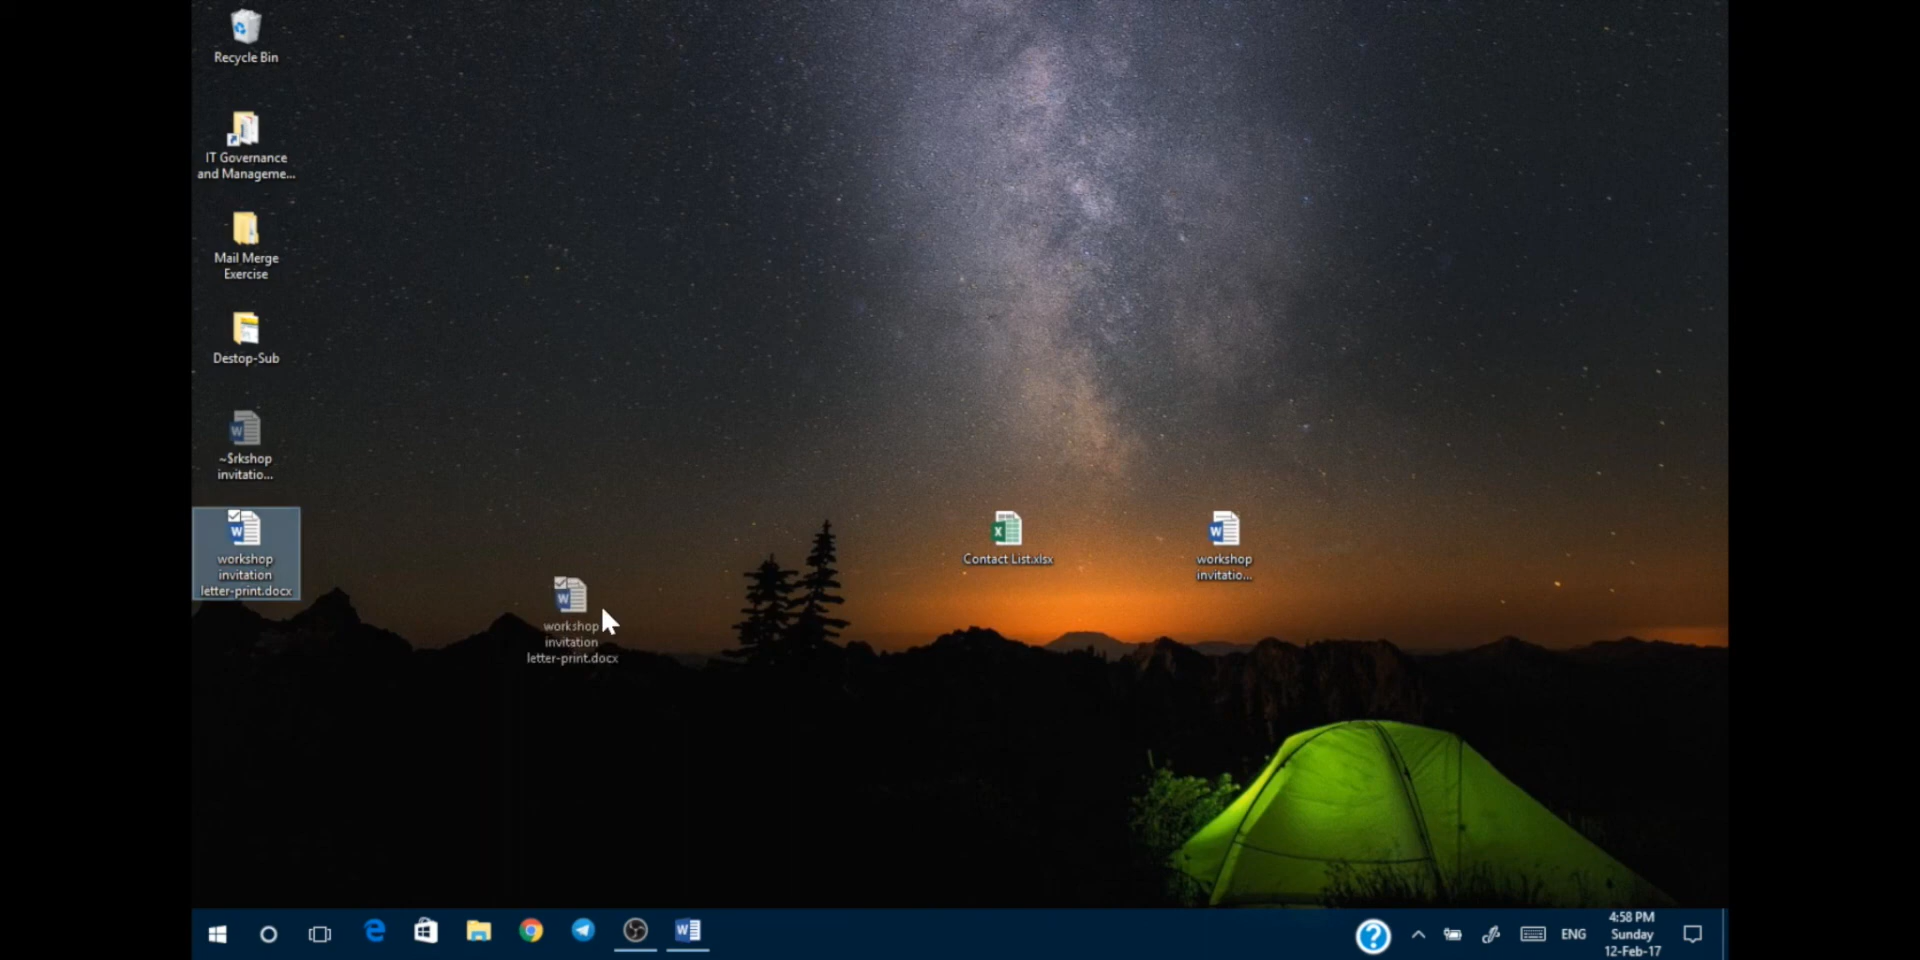 Recycle Bin
IT Governance
and Manageme...
Mail Merge
Exercise
Destop-Sub
~$rkshop
invitatio...
workshop
invitation
letter-print.docx
workshop
invitation
letter-print.docx
Contact List.xlsx
workshop
invitatio...
ENG
4:58 PM
Sunday
12-Feb-17